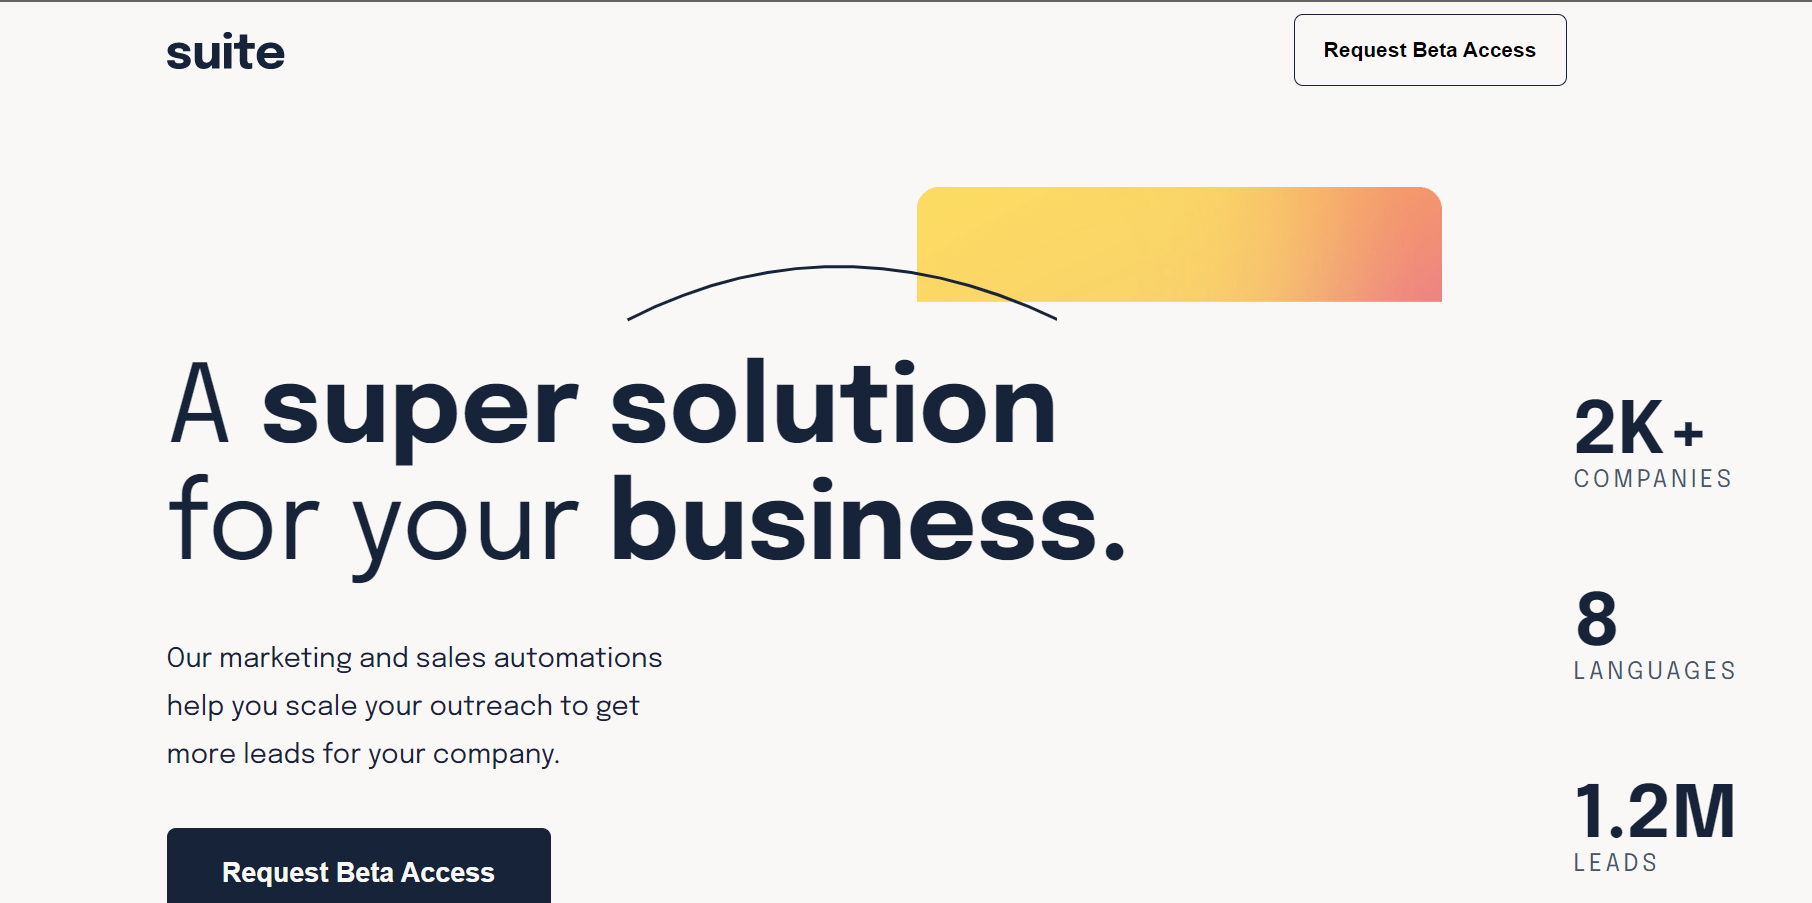 suite
Request Beta Access
A super solution
for your business.
Our marketing and sales automations
help you scale your outreach to get
more leads for your company.
Request Beta Access
2K+
COMPANIES
8
LANGUAGES
1.2M
LEADS